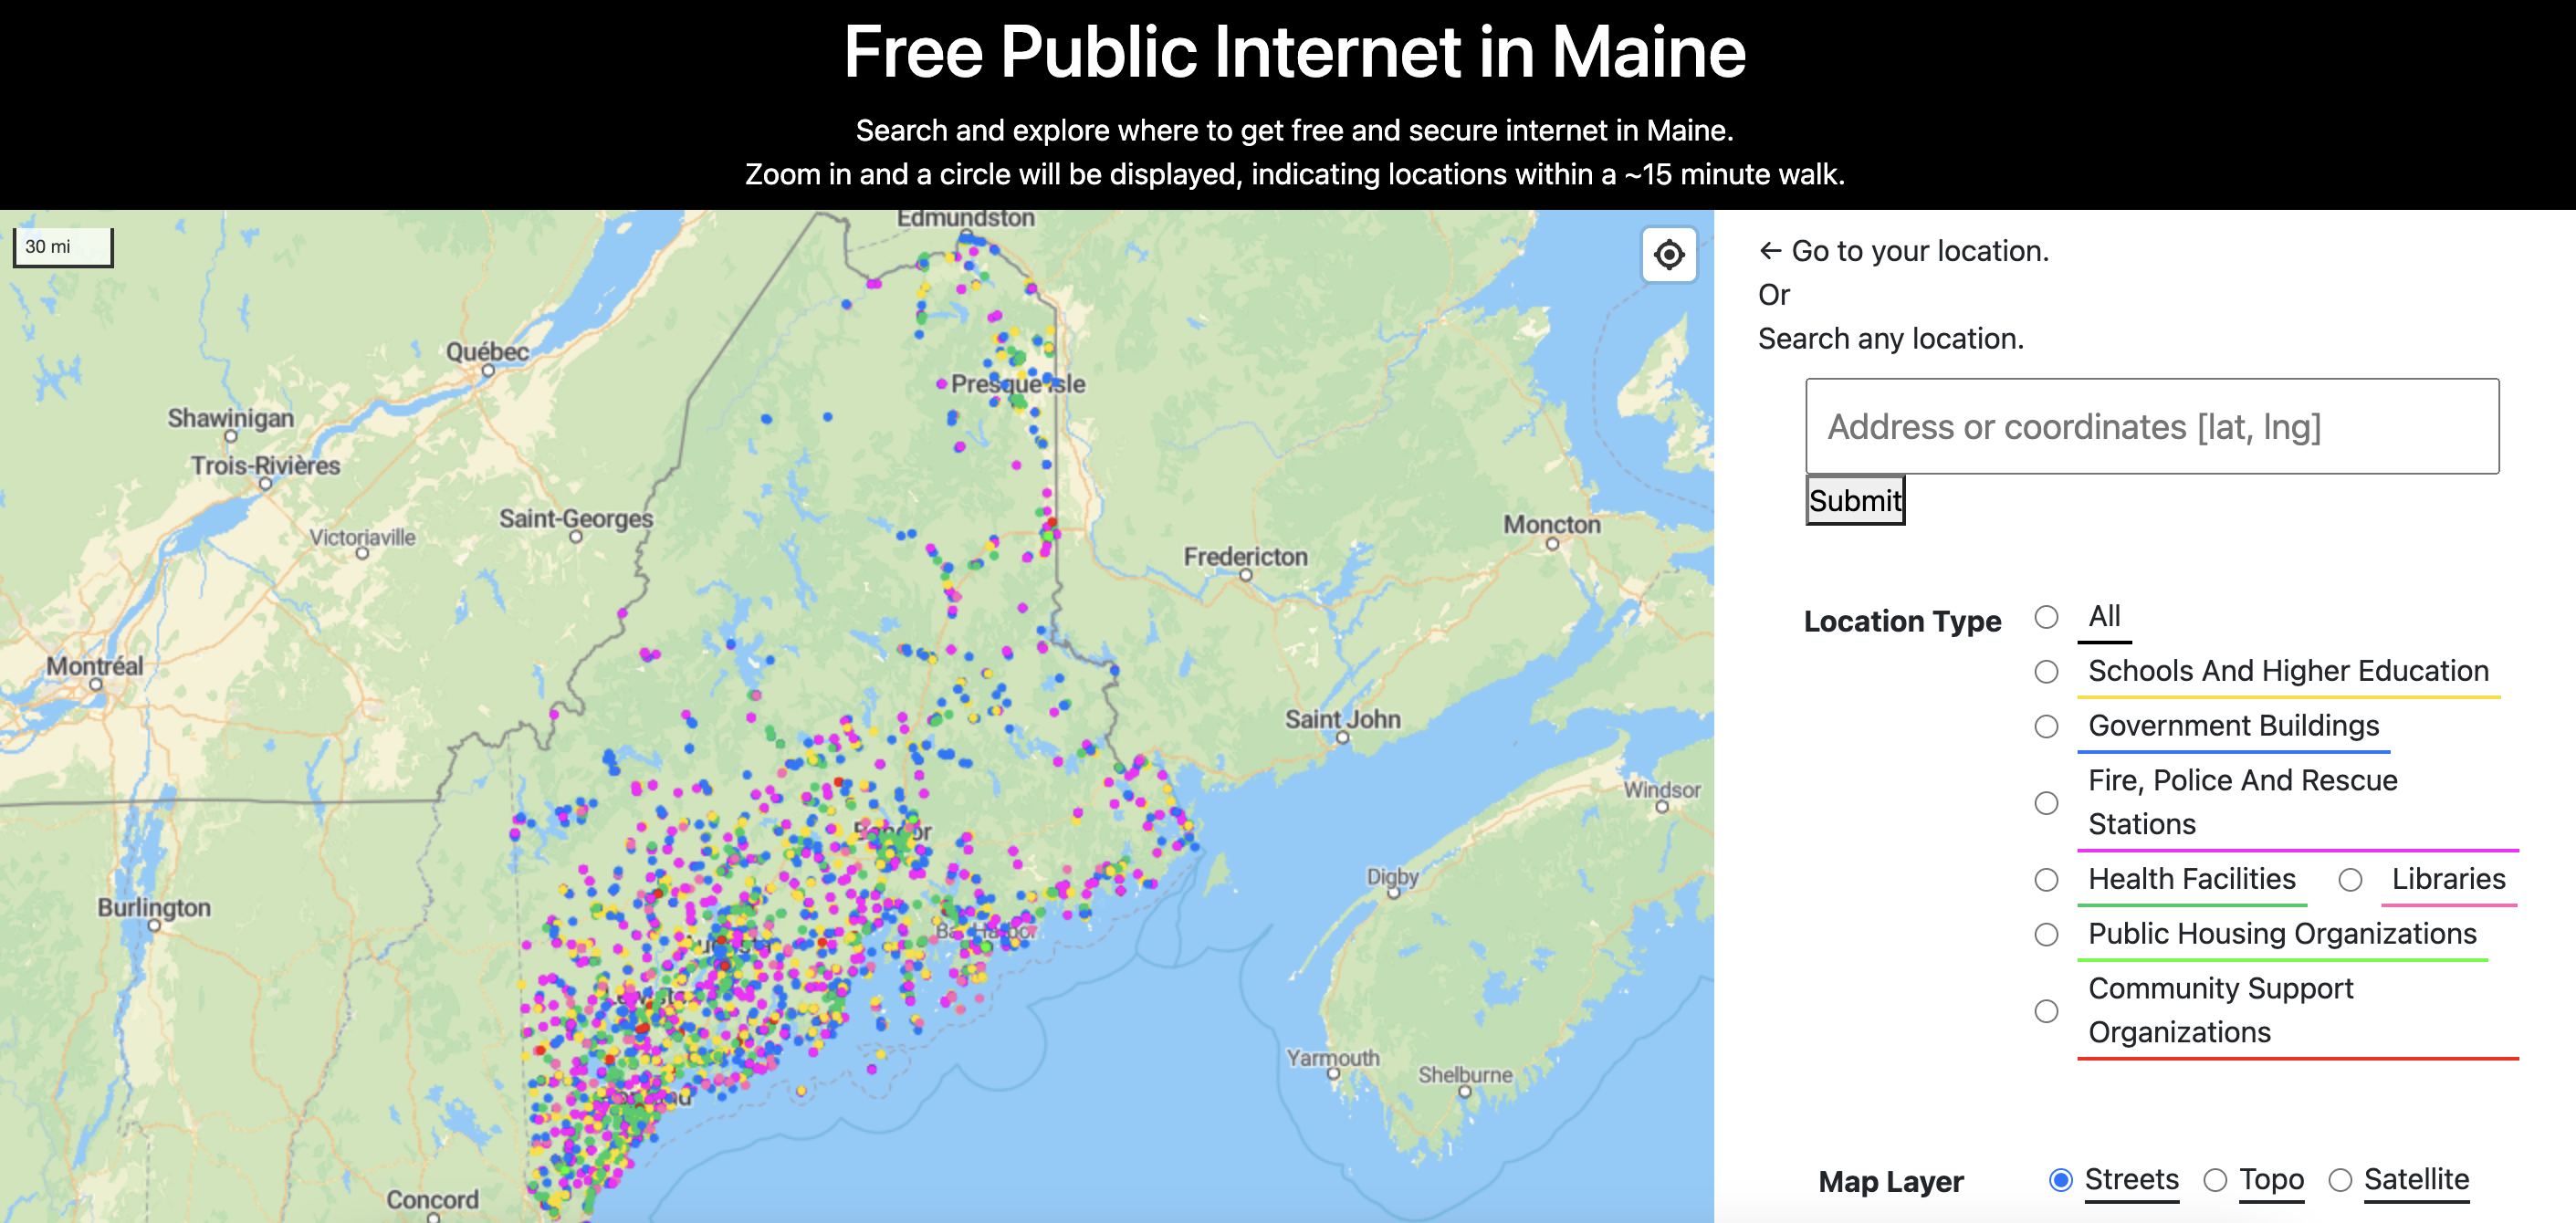 Free Public Internet in Maine
Search and explore where to get free and secure internet in Maine.
Zoom in and a circle will be displayed, indicating locations within a ~15 minute walk.
30 mi
Edmundston
Québec
Presque Isle
Shawinigan
Trois-Rivières
Saint-Georges
Victoriaville
Moncton
Fredericton
Montréal
Saint John
Windsor
Bangor
Digby
Burlington
Bar Harbor
Augusta
Yarmouth
Shelburne
Concord
← Go to your location.
Or
Search any location.
Address or coordinates [lat, lng]
Submit
Location Type
All
Schools And Higher Education
Government Buildings
Fire, Police And Rescue
Stations
Health Facilities Libraries
Public Housing Organizations
Community Support
Organizations
Map Layer Streets Topo Satellite